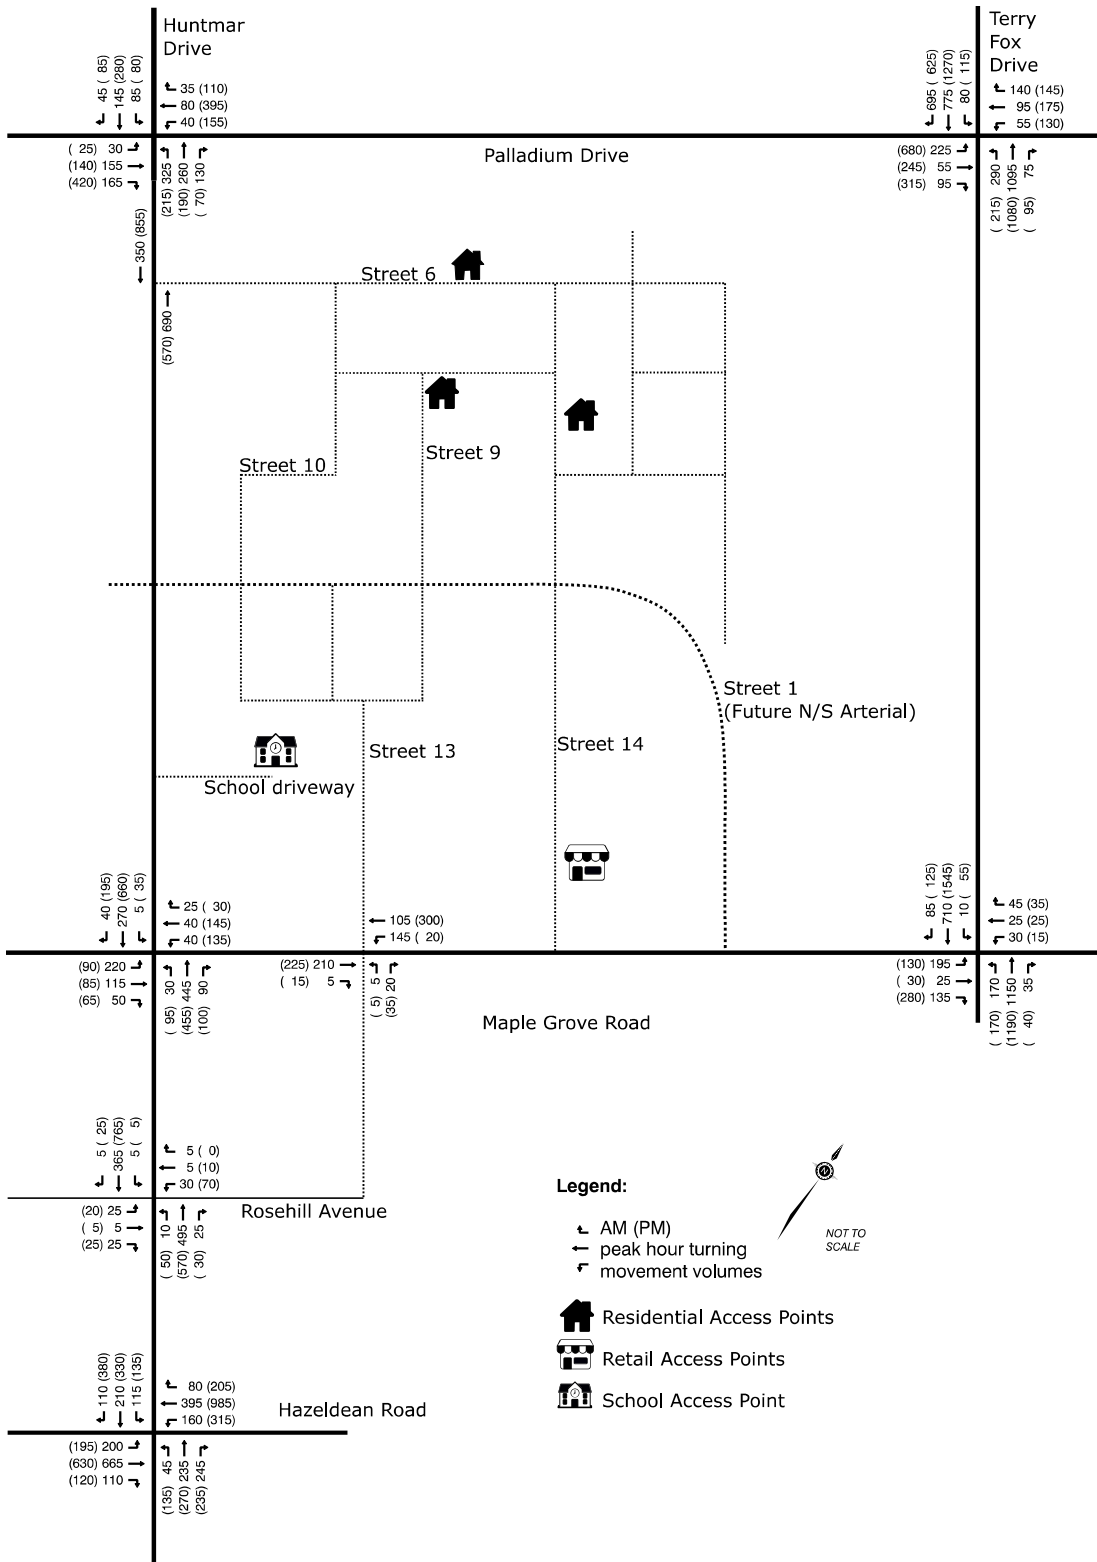 Huntmar
Drive
Terry
Fox
Drive
45 ( 85)
145 (280)
85 ( 80)
35 (110)
80 (395)
40 (155)
695 ( 625)
775 (1270)
80 ( 115)
140 (145)
95 (175)
55 (130)
( 25) 30
(140) 155
(420) 165
(215) 325
(190) 260
( 70) 130
Palladium Drive
(680) 225
(245) 55
(315) 95
( 215) 290
(1080) 1095
( 95) 75
350 (855)
(570) 690
Street 6
Street 9
Street 10
Street 1
(Future N/S Arterial)
Street 13
Street 14
School driveway
40 (195)
270 (660)
5 ( 35)
25 ( 30)
40 (145)
40 (135)
105 (300)
145 ( 20)
85 ( 125)
710 (1545)
10 ( 55)
45 (35)
25 (25)
30 (15)
(90) 220
(85) 115
(65) 50
( 95) 30
(455) 445
(100) 90
(225) 210
( 15) 5
( 5) 5
(35) 20
Maple Grove Road
(130) 195
( 30) 25
(280) 135
( 170) 170
(1190) 1150
( 40) 35
5 ( 25)
365 (765)
5 ( 5)
5 ( 0)
5 (10)
30 (70)
(20) 25
( 5) 5
(25) 25
( 50) 10
(570) 495
( 30) 25
Rosehill Avenue
N
NOT TO
SCALE
Legend:
AM (PM)
peak hour turning
movement volumes
Residential Access Points
Retail Access Points
School Access Point
110 (380)
210 (330)
115 (135)
80 (205)
395 (985)
160 (315)
Hazeldean Road
(195) 200
(630) 665
(120) 110
(135) 45
(270) 235
(235) 245